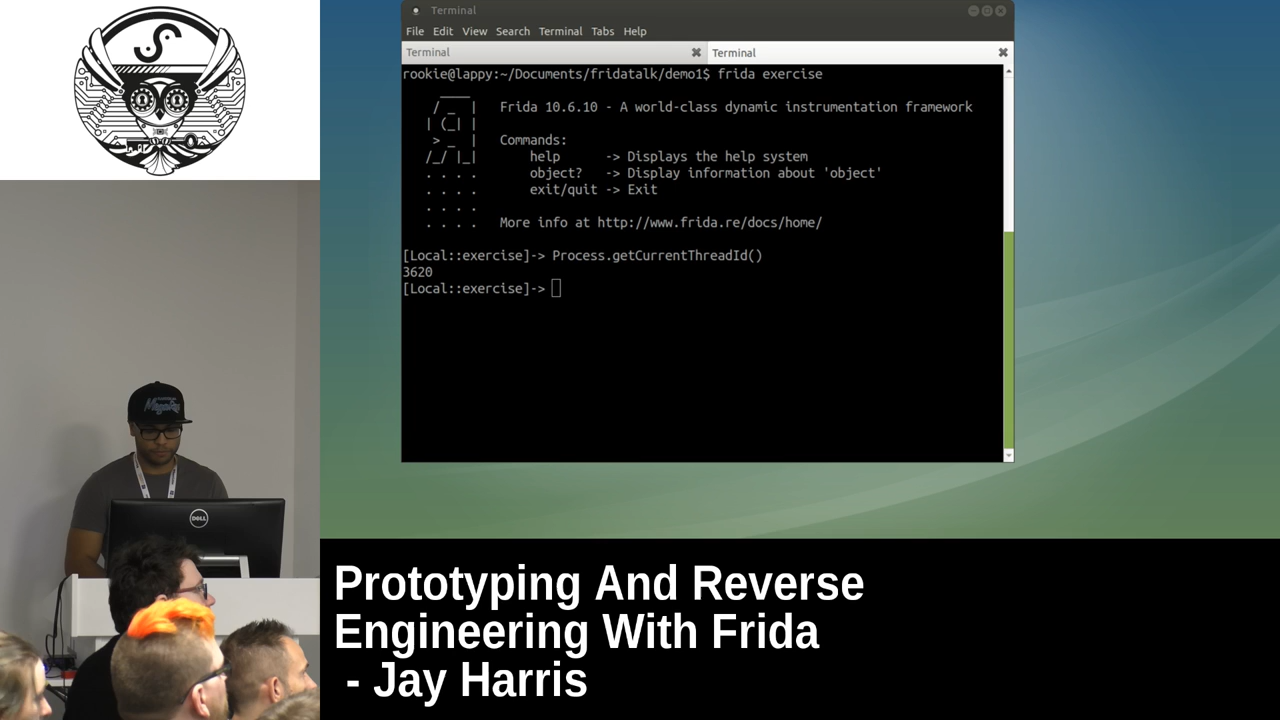 Terminal
File Edit View Search Terminal Tabs Help
Terminal
Terminal
rookie@lappy:~/Documents/fridatalk/demo1$ frida exercise
Frida 10.6.10 - A world-class dynamic instrumentation framework
Commands:
help -> Displays the help system
object? -> Display information about 'object'
exit/quit -> Exit
More info at http://www.frida.re/docs/home/
[Local::exercise]-> Process.getCurrentThreadId()
3620
[Local::exercise]->
DELL
Prototyping And Reverse
Engineering With Frida
- Jay Harris